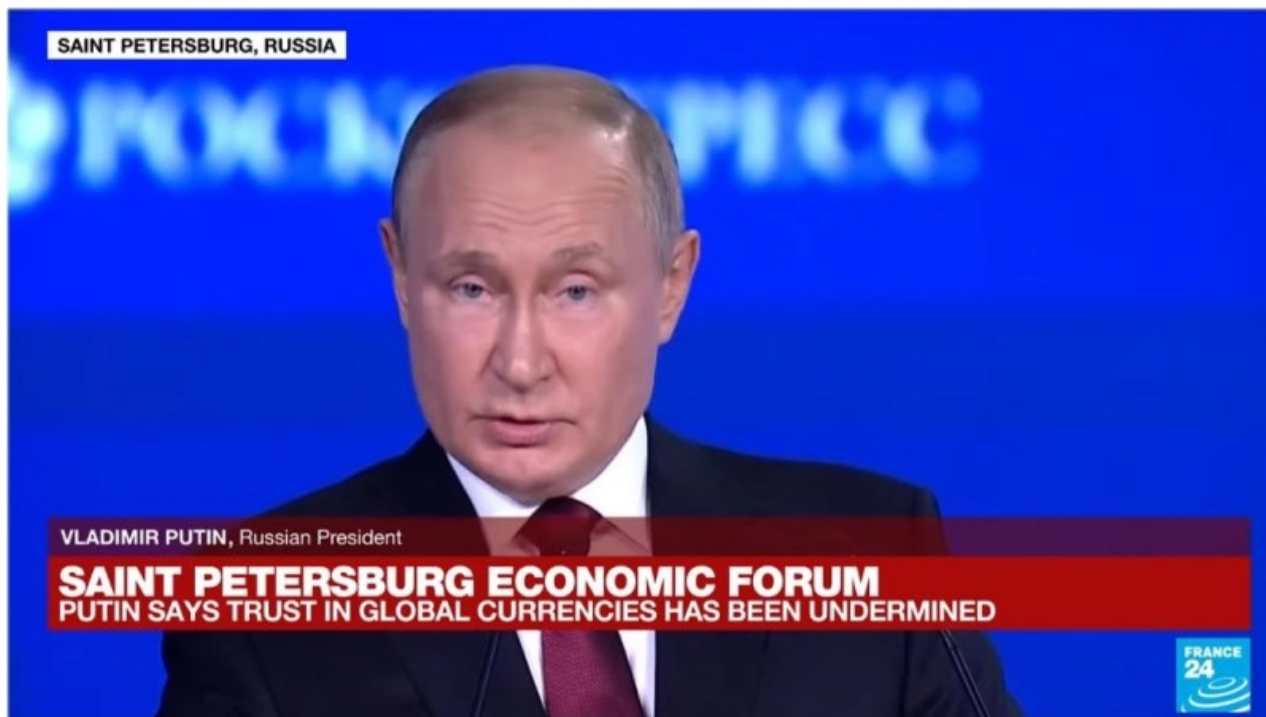 SAINT PETERSBURG, RUSSIA
VLADIMIR PUTIN, Russian President
SAINT PETERSBURG ECONOMIC FORUM
PUTIN SAYS TRUST IN GLOBAL CURRENCIES HAS BEEN UNDERMINED
FRANCE
24